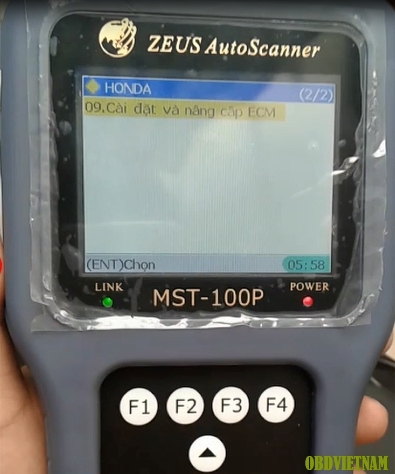 ZEUS AutoScanner
HONDA (2/2)
09.Cài đặt và nâng cấp ECM
(ENT)Chọn 05:58
LINK POWER
MST-100P
F1 F2 F3 F4
OBDVIETNAM